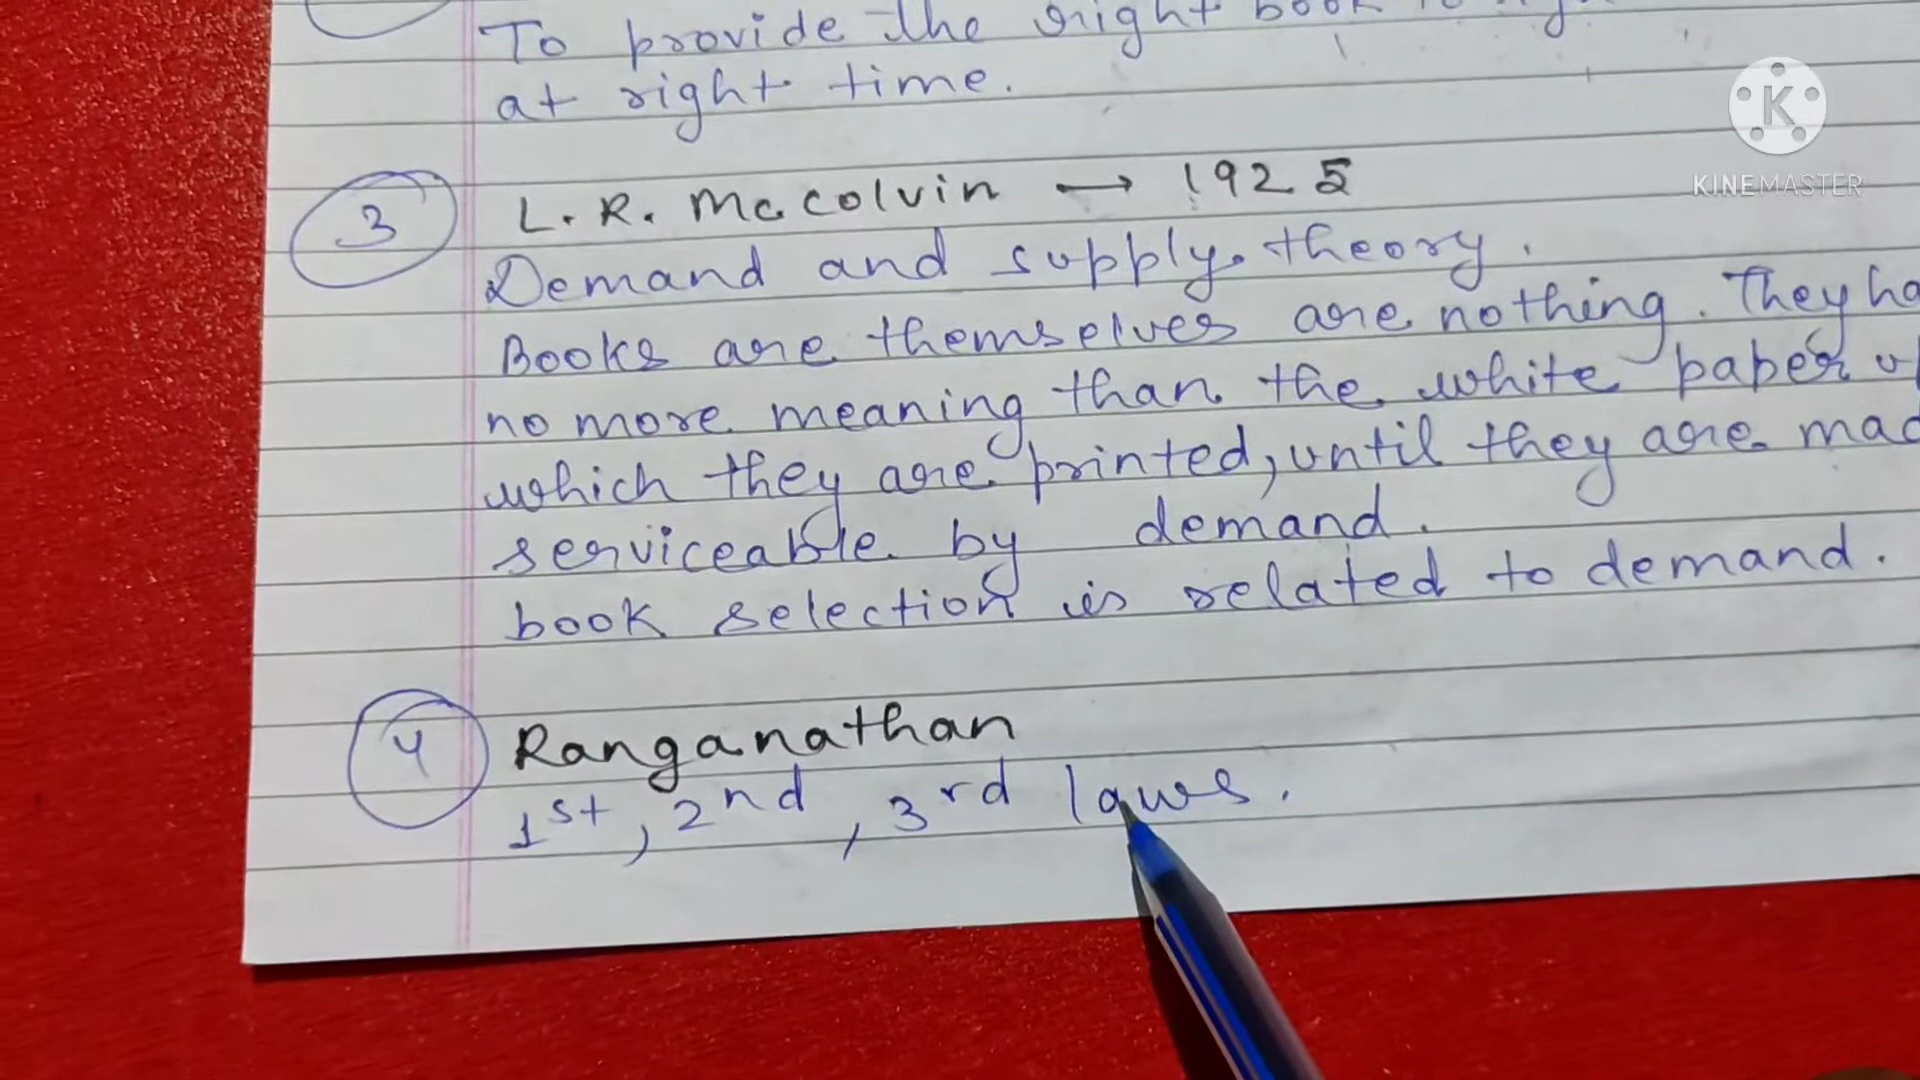 To provide the right book
at right time.
3 L. R. Mc. colvin → 1925
Demand and supply theory.
Books are themselves are nothing. They
no more meaning than the white paper
which they are printed, until they are
serviceable by demand.
book selection is related to demand.
4 Ranganathan
1st, 2nd, 3rd laws.
K
KINEMASTER